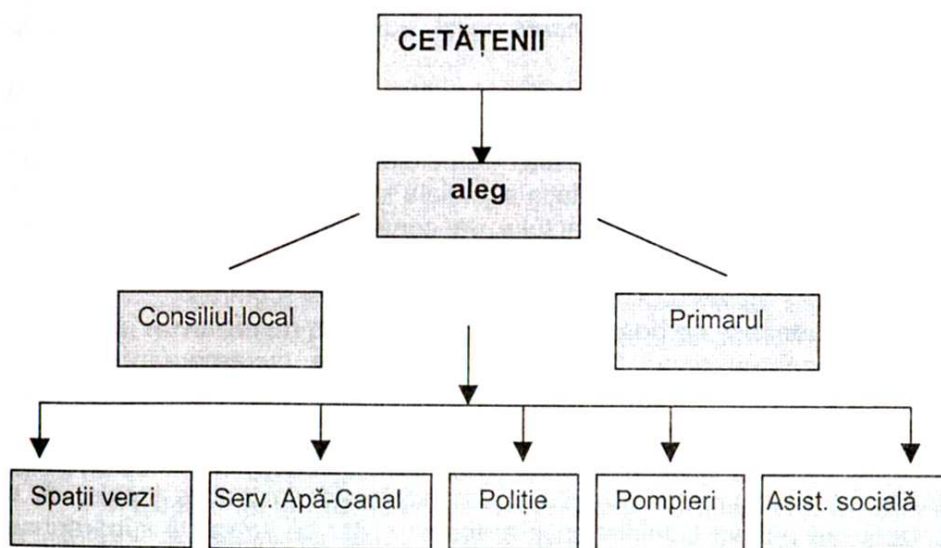 CETĂȚENII
aleg
Consiliul local
Primarul
Spații verzi
Serv. Apă-Canal
Poliție
Pompieri
Asist. socială